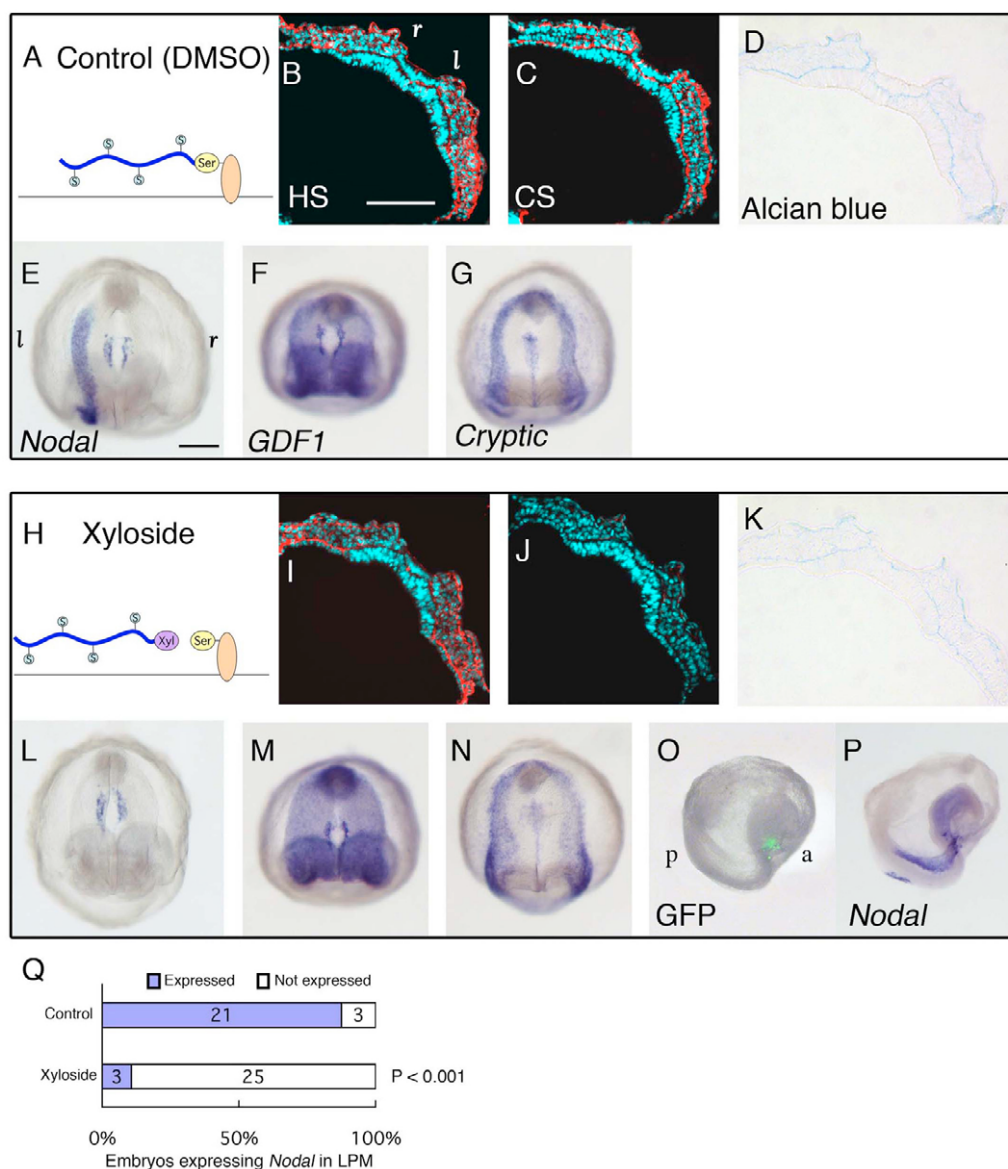 A Control (DMSO)
S S S S Ser
B r l HS
C CS
D Alcian blue
E l r Nodal
F GDF1
G Cryptic
H Xyloside
S S S S Xyl Ser
I
J
K
L
M
N
O p a GFP
P Nodal
Q
Expressed Not expressed
Control 21 3
Xyloside 3 25 P < 0.001
0% 50% 100%
Embryos expressing Nodal in LPM